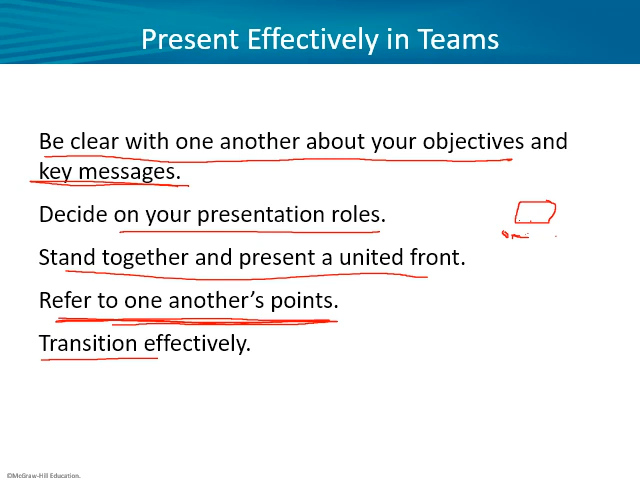 Present Effectively in Teams
Be clear with one another about your objectives and
key messages.
Decide on your presentation roles.
Stand together and present a united front.
Refer to one another’s points.
Transition effectively.
©McGraw-Hill Education.